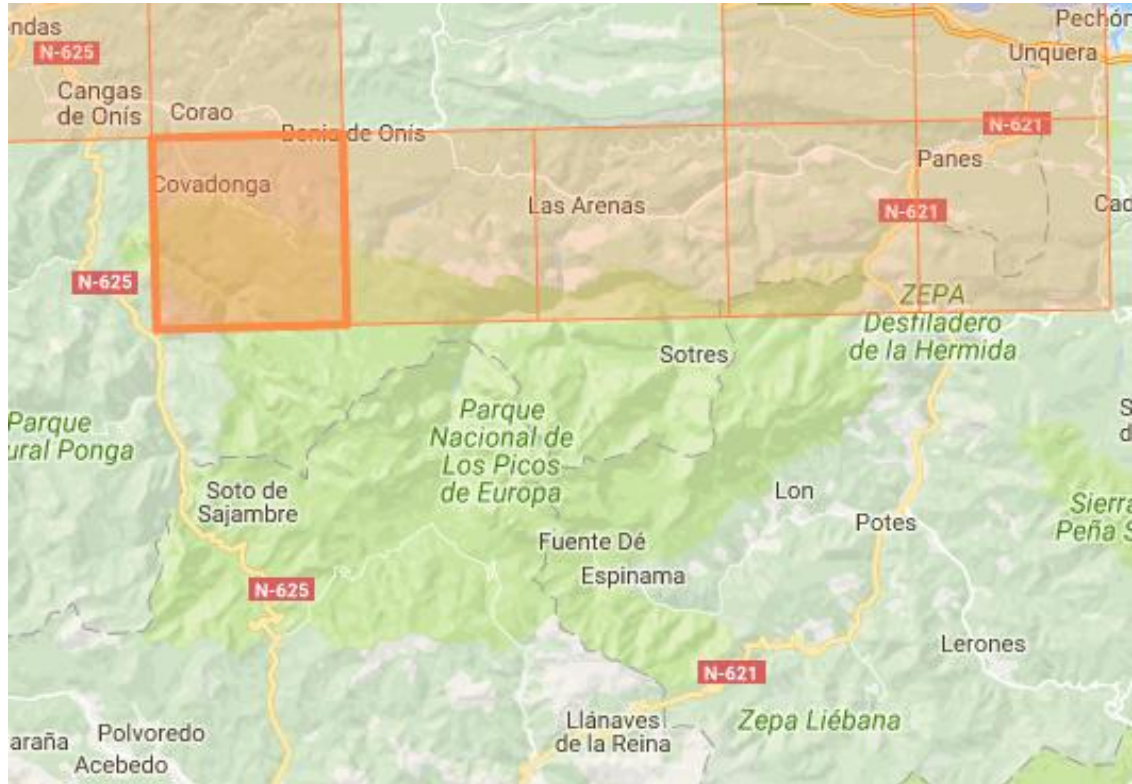 ondas
N-625
Cangas
de Onís
Corao
Benia de Onís
Pechón
Unquera
N-621
Panes
Covadonga
Las Arenas
N-621
Cad
N-625
ZEPA
Desfiladero
de la Hermida
Sotres
Parque
ural Ponga
Parque
Nacional de
Los Picos
de Europa
S
d
Soto de
Sajambre
Lon
Potes
Sierra
Peña S
Fuente Dé
Espinama
N-625
Lerones
N-621
Llánaves
de la Reina
Zepa Liébana
araña
Polvoredo
Acebedo